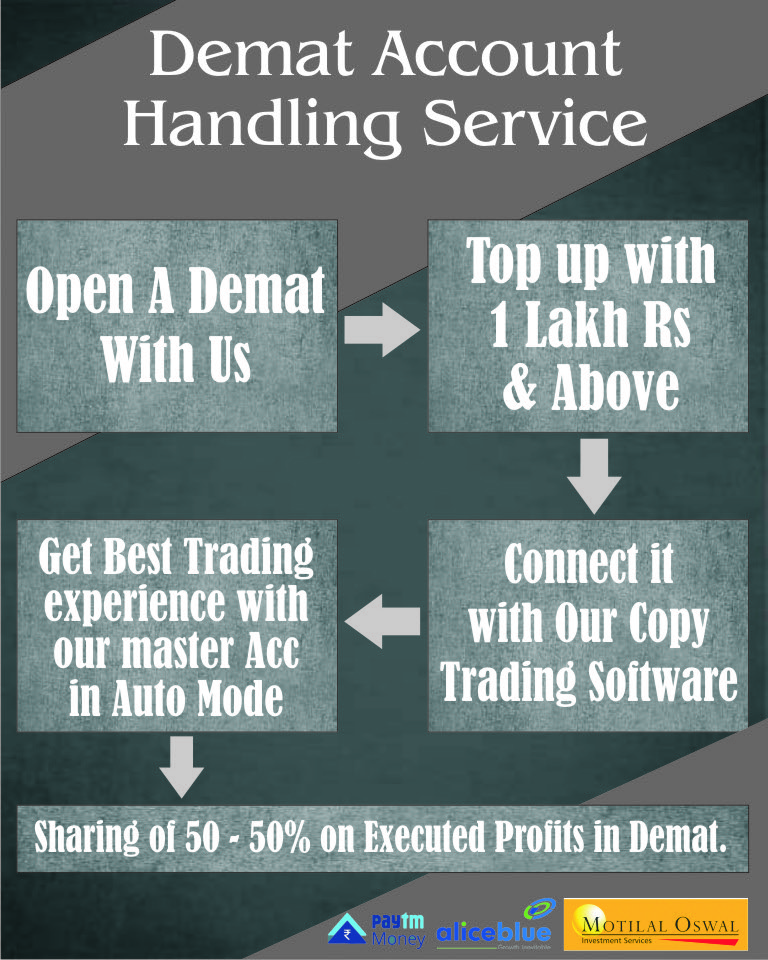 Demat Account
Handling Service
Open A Demat
With Us
Top up with
1 Lakh Rs
& Above
Connect it
with Our Copy
Trading Software
Get Best Trading
experience with
our master Acc
in Auto Mode
Sharing of 50 - 50% on Executed Profits in Demat.
paytm
Money
aliceblue
MOTILAL OSWAL
Investment Services